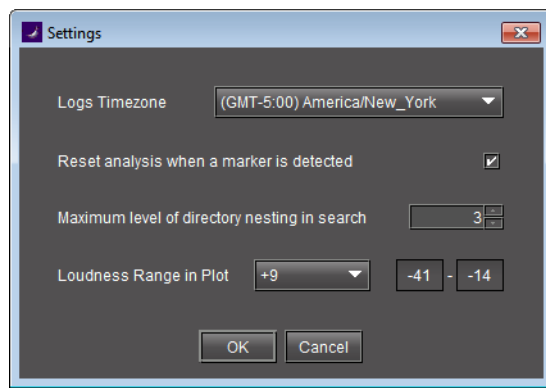 Settings
Logs Timezone (GMT-5:00) America/New_York
Reset analysis when a marker is detected
Maximum level of directory nesting in search 3
Loudness Range in Plot +9 -41 - -14
OK Cancel